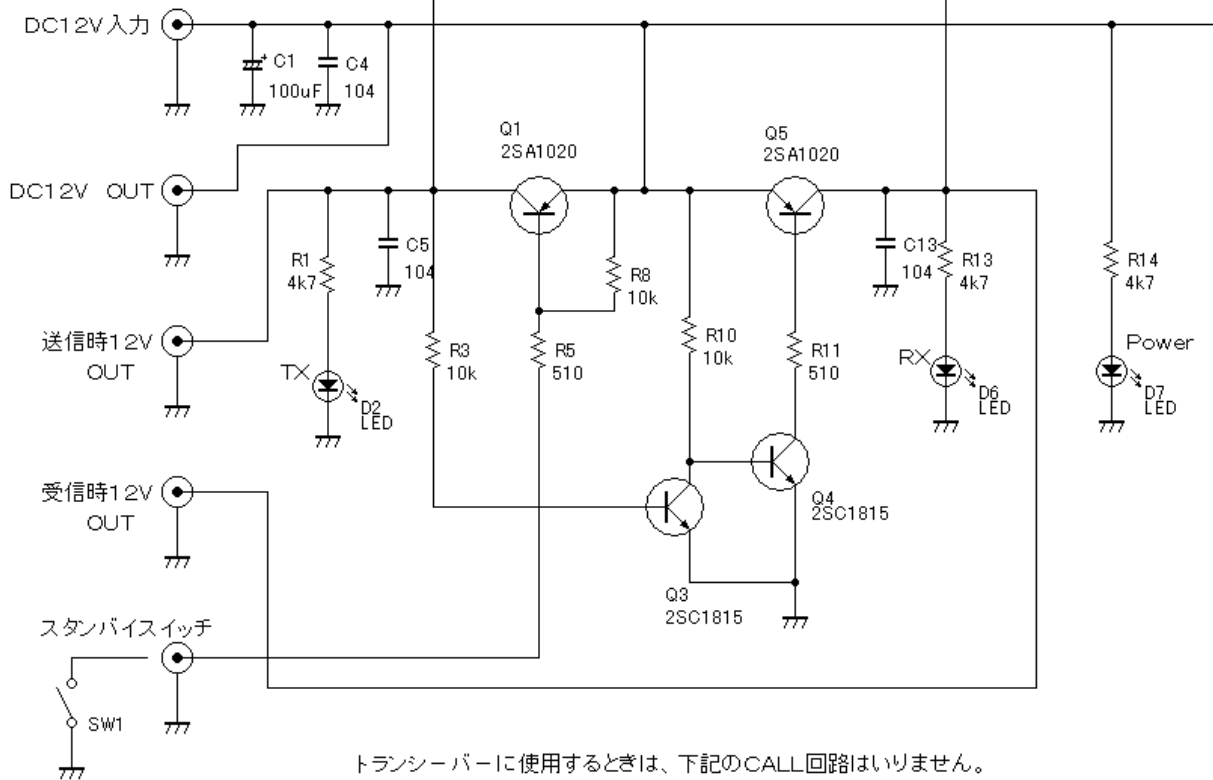 DC12V入力
C1
100uF
C4
104
Q1
2SA1020
Q5
2SA1020
DC12V OUT
R1
4k7
C5
104
R8
10k
C13
104
R13
4k7
R14
4k7
送信時12V
OUT
R3
10k
R5
510
R10
10k
R11
510
TX
D2
LED
RX
D6
LED
Power
D7
LED
受信時12V
OUT
Q4
2SC1815
Q3
2SC1815
スタンバイスイッチ
SW1
トランシーバーに使用するときは、下記のCALL回路はいりません。